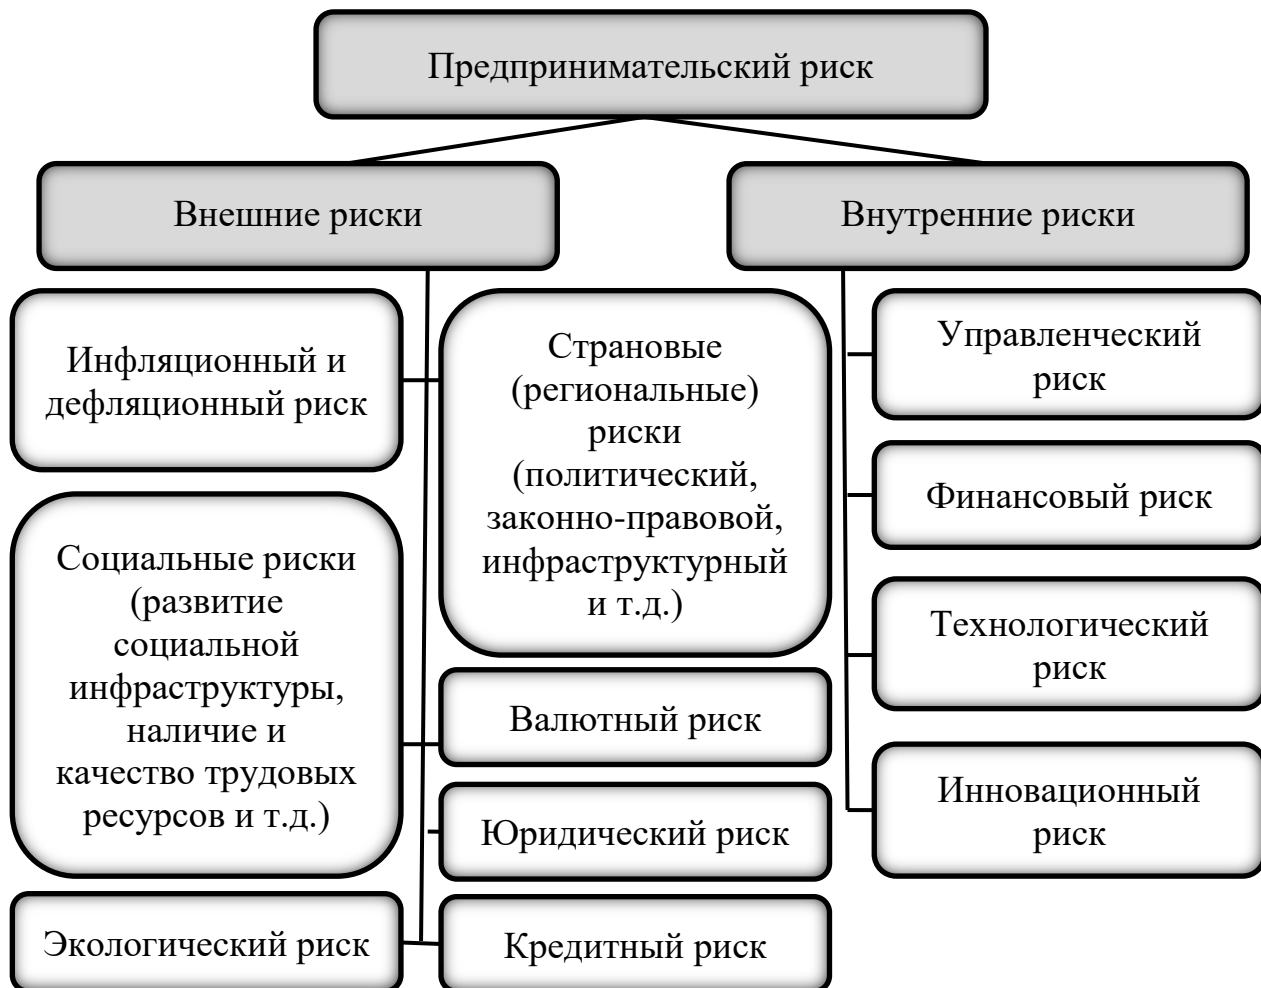 Предпринимательский риск
Внешние риски
Внутренние риски
Инфляционный и
дефляционный риск
Социальные риски
(развитие
социальной
инфраструктуры,
наличие и
качество трудовых
ресурсов и т.д.)
Экологический риск
Страновые
(региональные)
риски
(политический,
законно-правовой,
инфраструктурный
и т.д.)
Валютный риск
Юридический риск
Кредитный риск
Управленческий
риск
Финансовый риск
Технологический
риск
Инновационный
риск